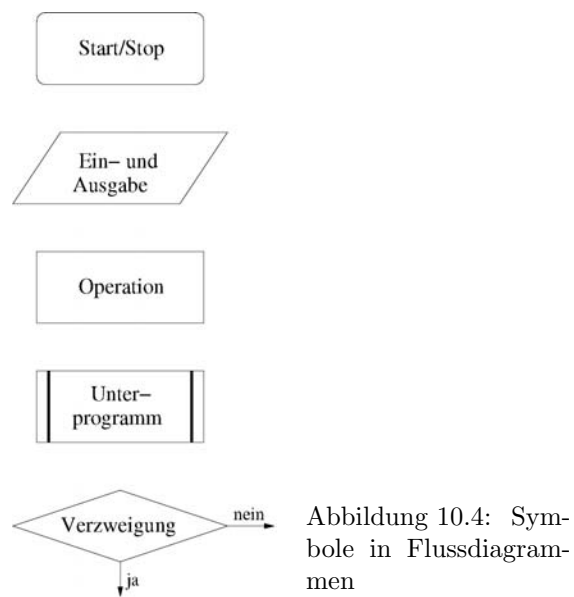 Start/Stop
Ein– und
Ausgabe
Operation
Unter–
programm
Verzweigung
nein
ja
Abbildung 10.4: Sym-
bole in Flussdiagram-
men